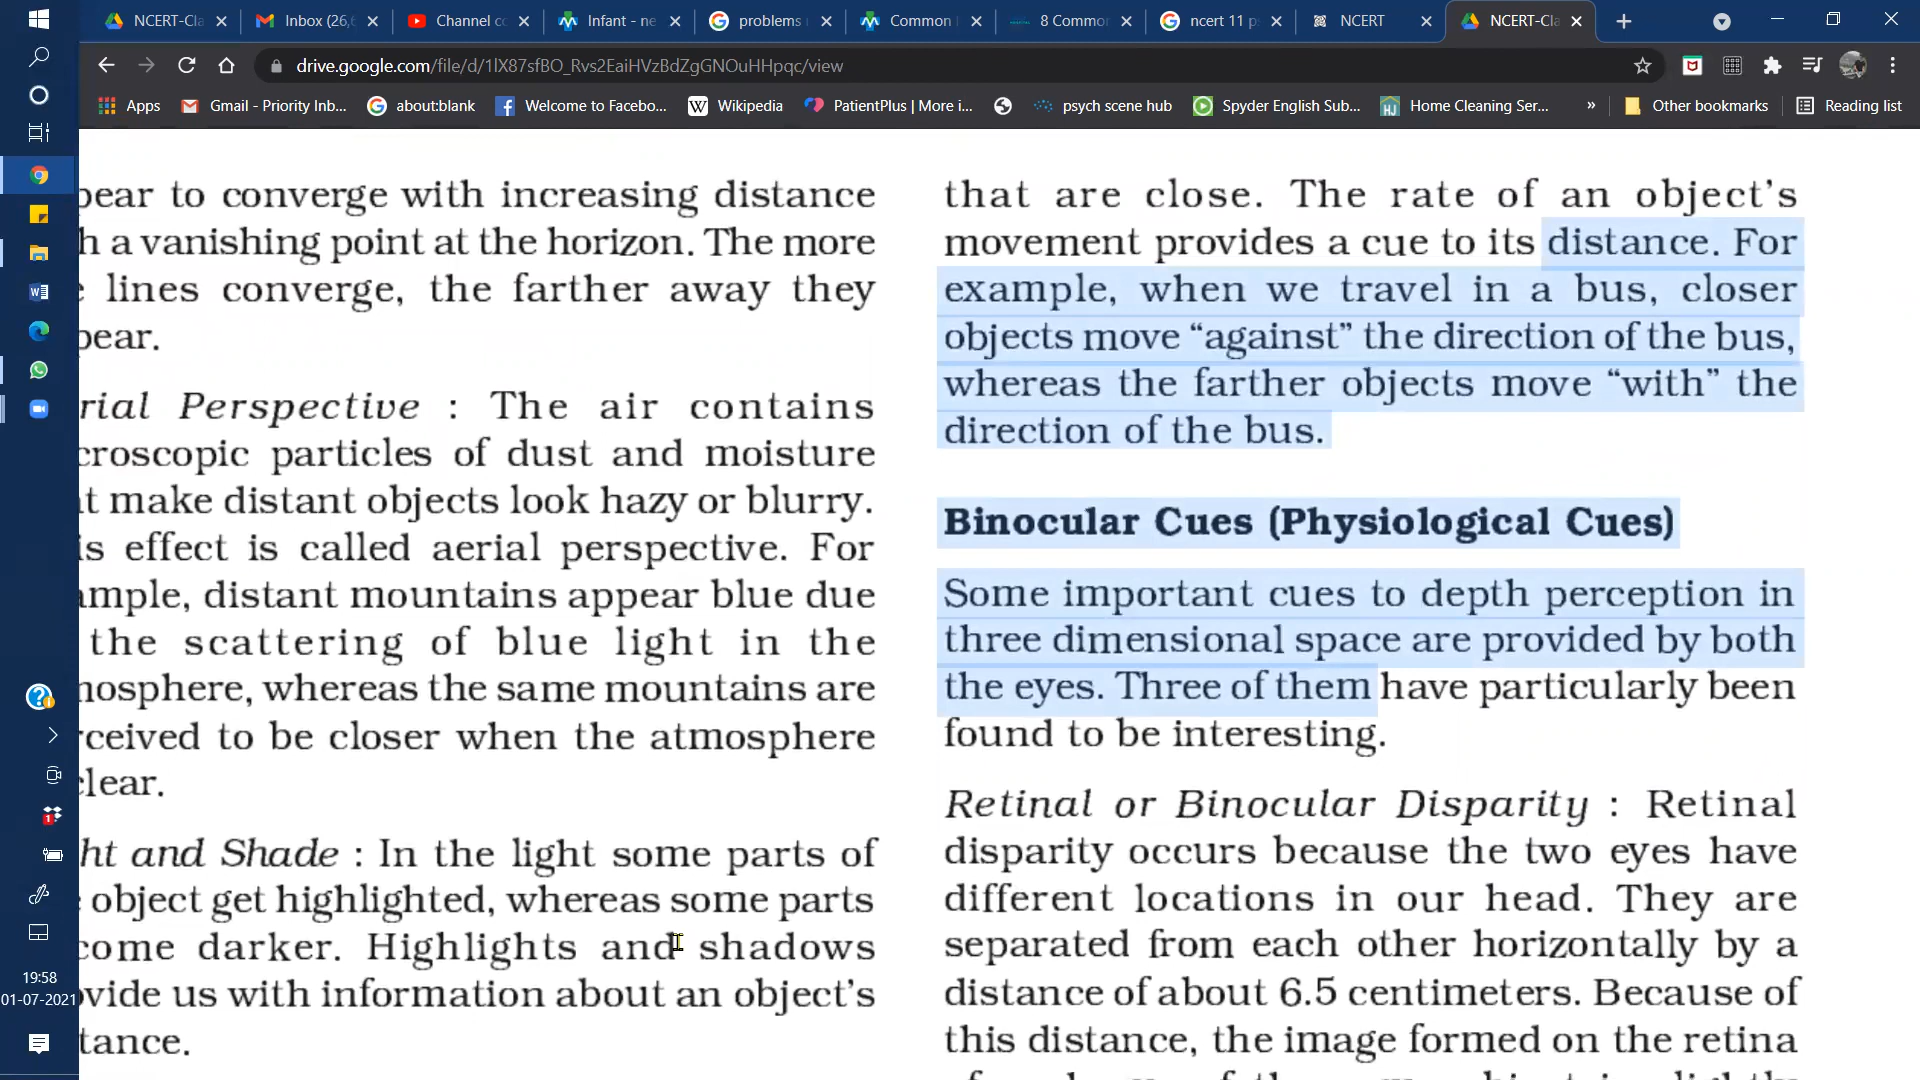 NCERT-Cla
Inbox (26,6
Channel co
Infant - ne
problems
Common
8 Commo
ncert 11 p
NCERT
NCERT-Cla
drive.google.com/file/d/1lX87sfBO_Rvs2EaiHVzBdZgGNOuHHpqc/view
Apps
Gmail - Priority Inb...
about:blank
Welcome to Facebo...
Wikipedia
PatientPlus | More i...
psych scene hub
Spyder English Sub...
Home Cleaning Ser...
»
Other bookmarks
Reading list
pear to converge with increasing distance
h a vanishing point at the horizon. The more
e lines converge, the farther away they
pear.
rial Perspective : The air contains
croscopic particles of dust and moisture
at make distant objects look hazy or blurry.
is effect is called aerial perspective. For
ample, distant mountains appear blue due
the scattering of blue light in the
nosphere, whereas the same mountains are
rceived to be closer when the atmosphere
clear.
ht and Shade : In the light some parts of
e object get highlighted, whereas some parts
come darker. Highlights and shadows
vide us with information about an object's
tance.
that are close. The rate of an object's
movement provides a cue to its distance. For
example, when we travel in a bus, closer
objects move “against” the direction of the bus,
whereas the farther objects move “with” the
direction of the bus.
Binocular Cues (Physiological Cues)
Some important cues to depth perception in
three dimensional space are provided by both
the eyes. Three of them have particularly been
found to be interesting.
Retinal or Binocular Disparity : Retinal
disparity occurs because the two eyes have
different locations in our head. They are
separated from each other horizontally by a
distance of about 6.5 centimeters. Because of
this distance, the image formed on the retina
19:58
01-07-2021